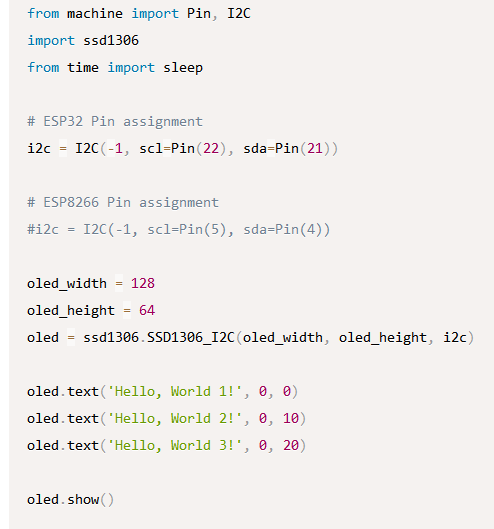 from machine import Pin, I2C
import ssd1306
from time import sleep

# ESP32 Pin assignment
i2c = I2C(-1, scl=Pin(22), sda=Pin(21))

# ESP8266 Pin assignment
#i2c = I2C(-1, scl=Pin(5), sda=Pin(4))

oled_width = 128
oled_height = 64
oled = ssd1306.SSD1306_I2C(oled_width, oled_height, i2c)

oled.text('Hello, World 1!', 0, 0)
oled.text('Hello, World 2!', 0, 10)
oled.text('Hello, World 3!', 0, 20)

oled.show()